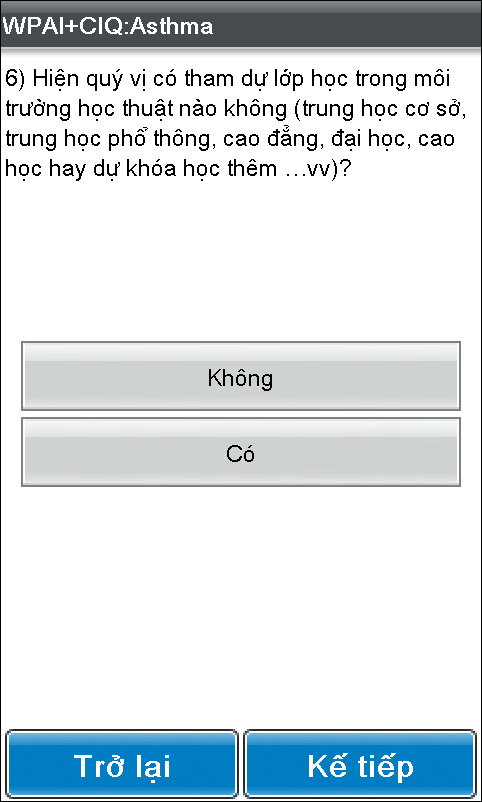 WPAI+CIQ:Asthma
6) Hiện quý vị có tham dự lớp học trong môi
trường học thuật nào không (trung học cơ sở,
trung học phổ thông, cao đẳng, đại học, cao
học hay dự khóa học thêm …vv)?
Không
Có
Trở lại
Kế tiếp